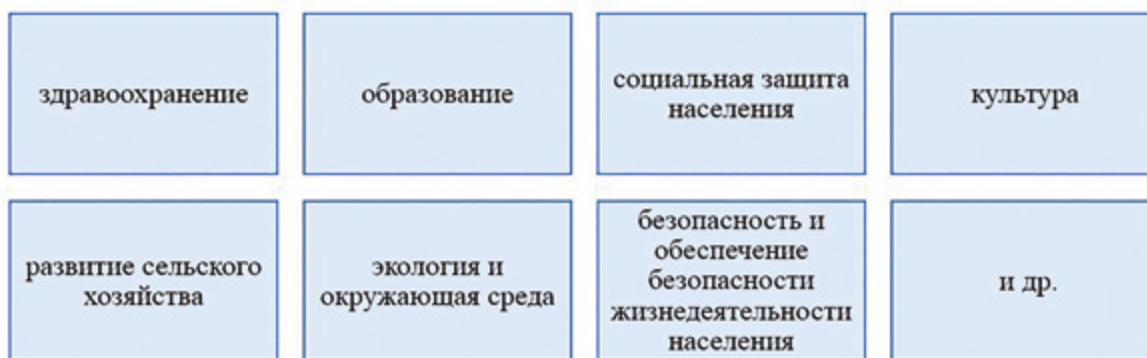 здравоохранение
образование
социальная защита
населения
культура
развитие сельского
хозяйства
экология и
окружающая среда
безопасность и
обеспечение
безопасности
жизнедеятельности
населения
и др.